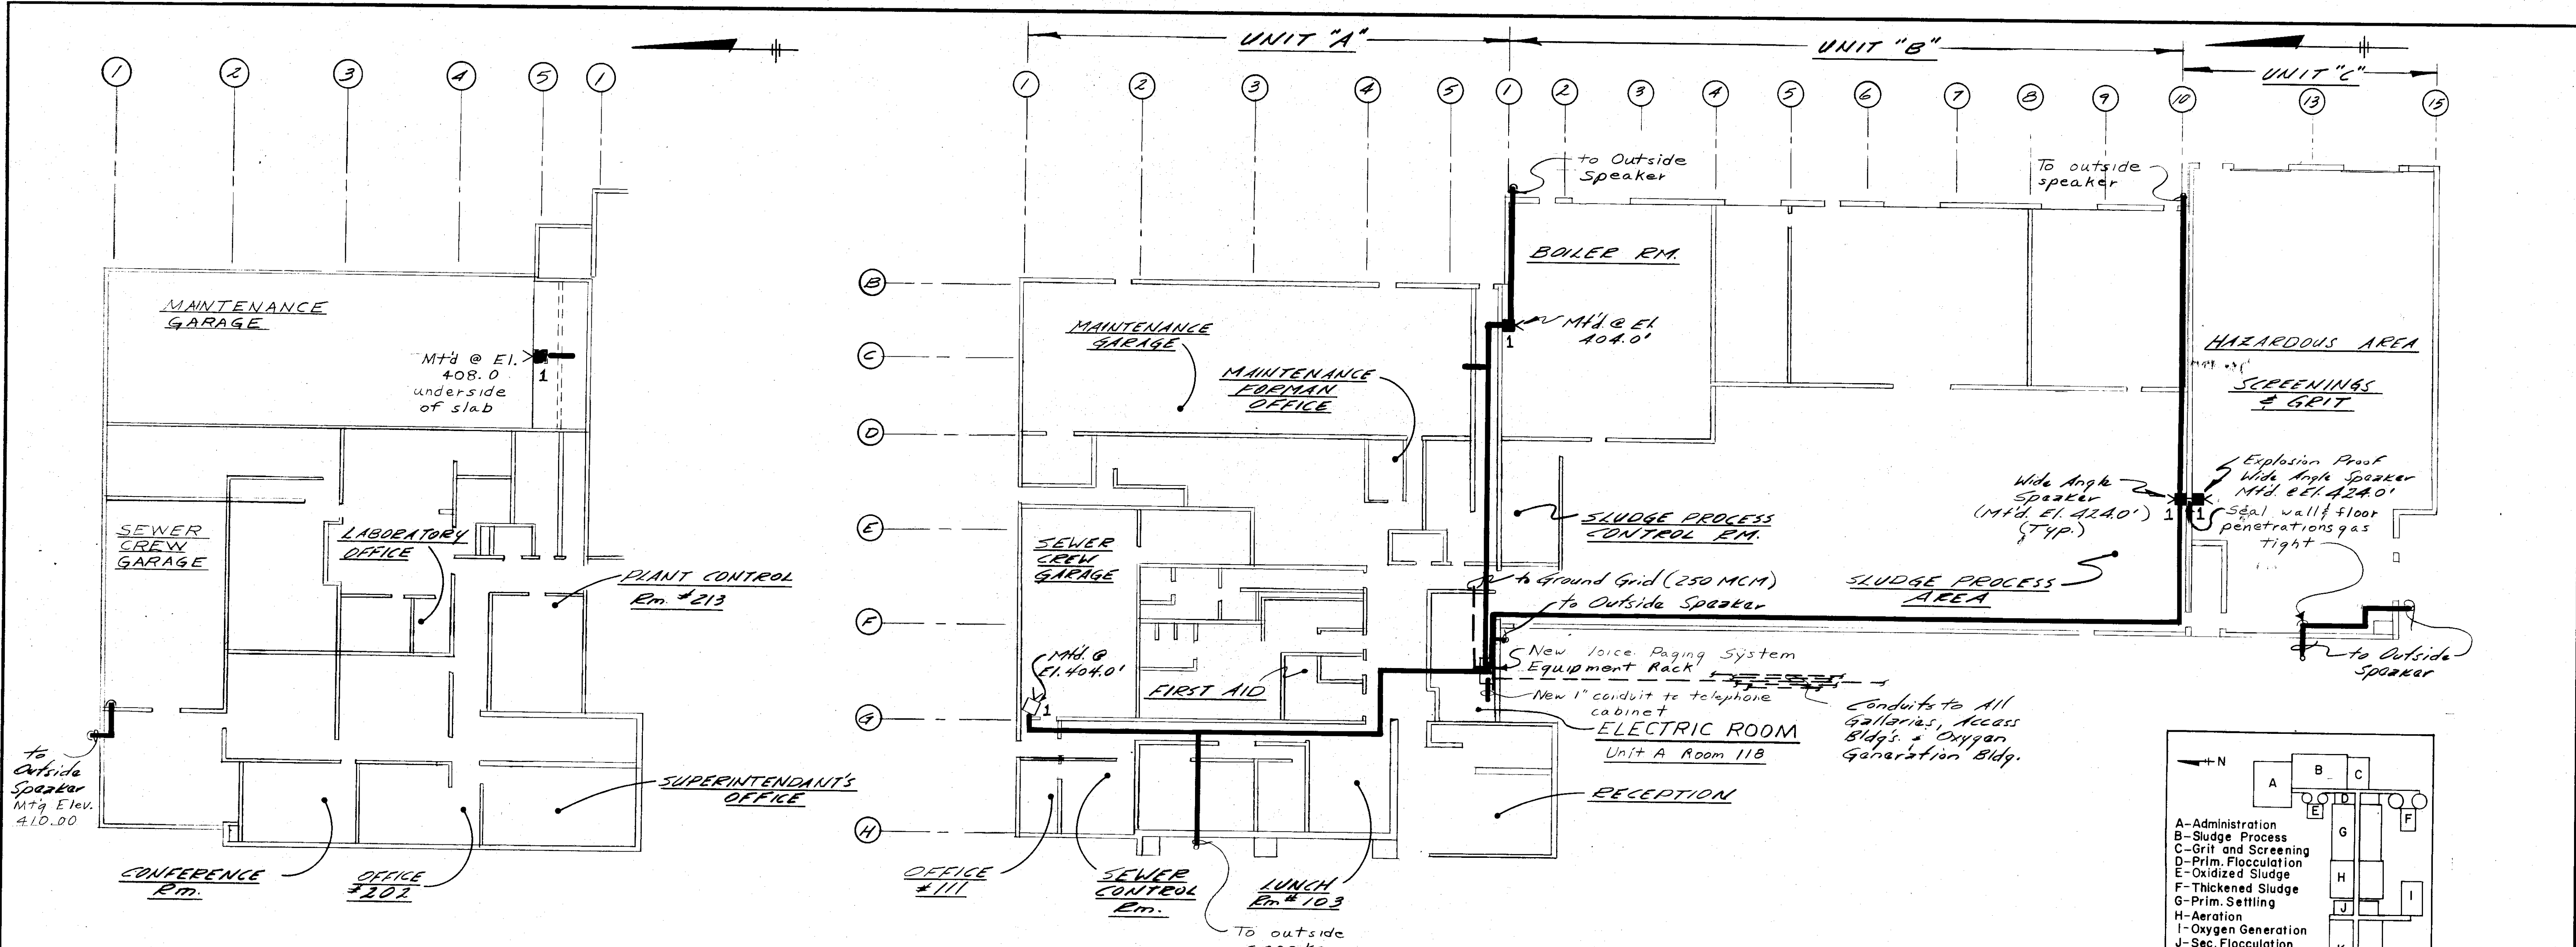 UNIT "A"
UNIT "B"
UNIT "C"
1
2
3
4
5
1
1
2
3
4
5
1
2
3
4
5
6
7
8
9
10
13
15
MAINTENANCE
GARAGE
Mt'd @ El.
408.0
underside
of slab
1
SEWER
CREW
GARAGE
LABORATORY
OFFICE
PLANT CONTROL
Rm. #213
to
Outside
Speaker
Mt'g Elev.
410.00
SUPERINTENDANT'S
OFFICE
CONFERENCE
Rm.
OFFICE
#202
B
C
D
E
F
G
H
to Outside
Speaker
To outside
speaker
BOILER RM.
Mt'd. @ El.
404.0'
1
MAINTENANCE
GARAGE
MAINTENANCE
FORMAN
OFFICE
HAZARDOUS AREA
SCREENINGS
& GRIT
Explosion Proof
Wide Angle Speaker
Mt'd. @ El. 424.0'
Seal wall & floor
penetrations gas
tight
Wide Angle
Speaker
(Mt'd. El. 424.0')
(Typ.)
1
1
SLUDGE PROCESS
CONTROL RM.
SLUDGE PROCESS
AREA
SEWER
CREW
GARAGE
to Ground Grid (250 MCM)
to Outside Speaker
Mt'd. @
El. 404.0'
1
FIRST AID
New Voice Paging System
Equipment Rack
New 1" conduit to telephone
cabinet
ELECTRIC ROOM
Unit A Room 118
Conduits to All
Gallaries, Access
Bldg's. & Oxygen
Generation Bldg.
to Outside
Speaker
RECEPTION
OFFICE
#111
SEWER
CONTROL
Rm.
LUNCH
Rm #103
To outside
N
A
B
C
D
E
F
G
H
I
J
A-Administration
B-Sludge Process
C-Grit and Screening
D-Prim. Flocculation
E-Oxidized Sludge
F-Thickened Sludge
G-Prim. Settling
H-Aeration
I-Oxygen Generation
J-Sec. Flocculation